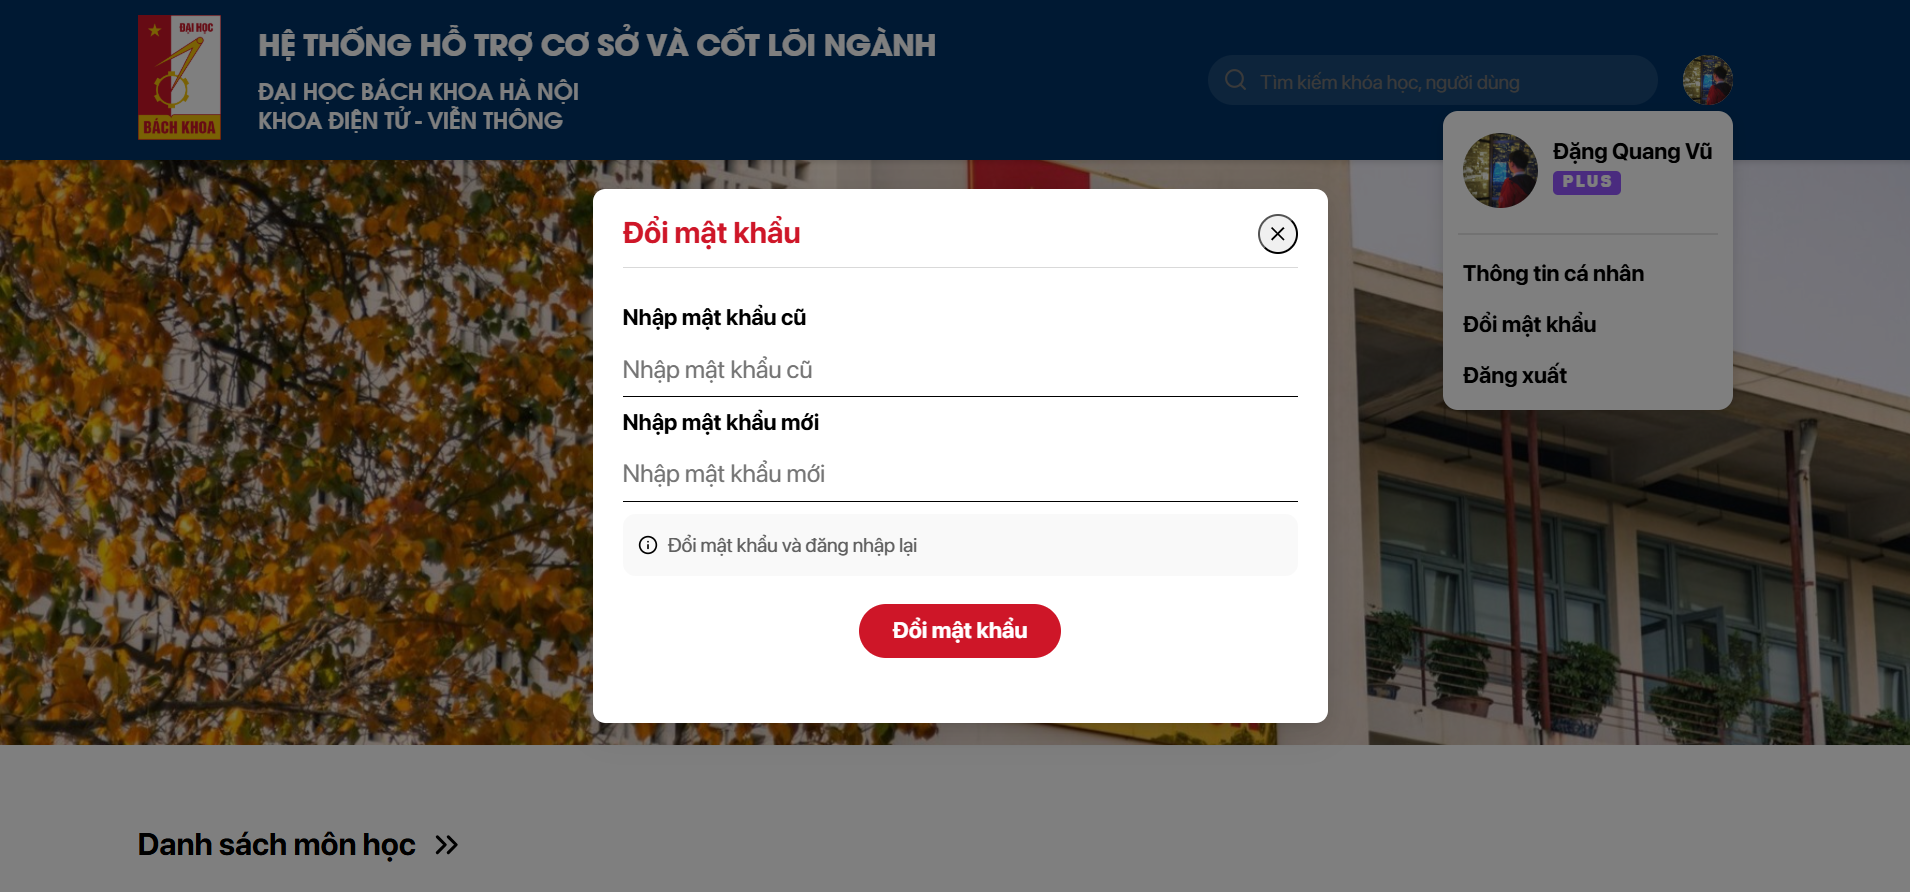 ĐẠI HỌC
BÁCH KHOA
HỆ THỐNG HỖ TRỢ CƠ SỞ VÀ CỐT LÕI NGÀNH
ĐẠI HỌC BÁCH KHOA HÀ NỘI
KHOA ĐIỆN TỬ - VIỄN THÔNG
Tìm kiếm khóa học, người dùng
Đặng Quang Vũ
PLUS
Thông tin cá nhân
Đổi mật khẩu
Đăng xuất
Đổi mật khẩu
Nhập mật khẩu cũ
Nhập mật khẩu cũ
Nhập mật khẩu mới
Nhập mật khẩu mới
Đổi mật khẩu và đăng nhập lại
Đổi mật khẩu
Danh sách môn học